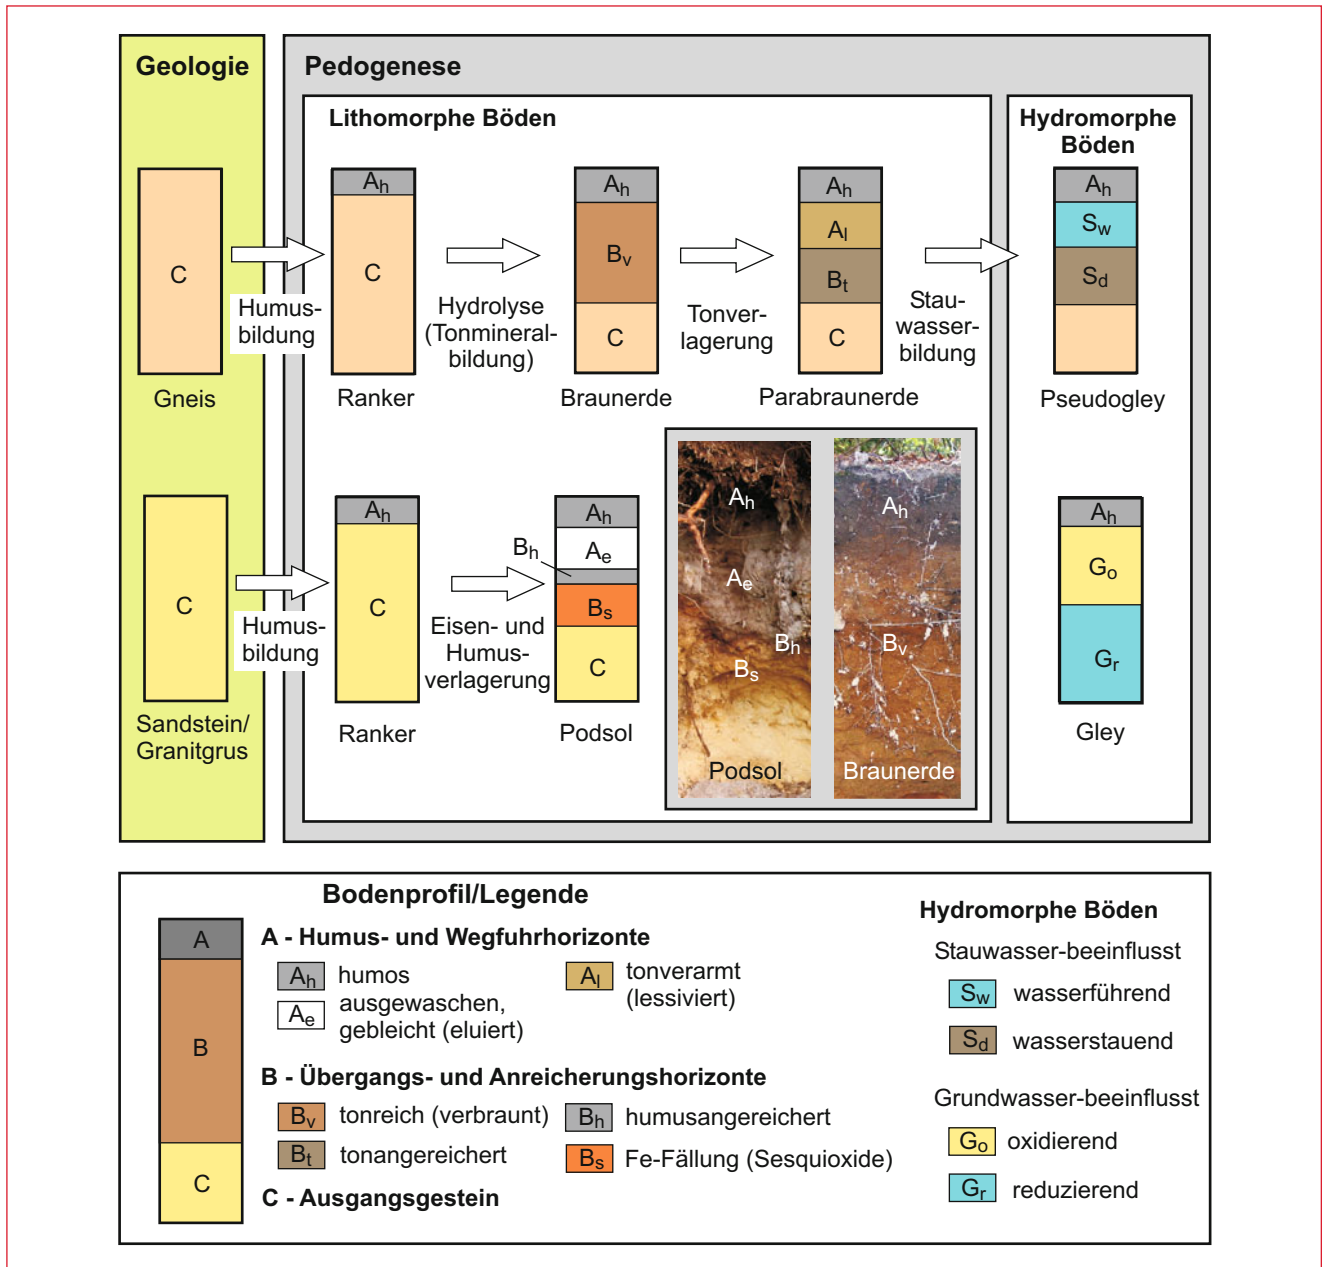 Geologie
Pedogenese
Lithomorphe Böden
Hydromorphe
Böden
C
Gneis
Humus-
bildung
Ah
C
Ranker
Hydrolyse
(Tonmineral-
bildung)
Ah
Bv
C
Braunerde
Tonver-
lagerung
Ah
Al
Bt
C
Parabraunerde
Stau-
wasser-
bildung
Ah
Sw
Sd
Pseudogley
C
Sandstein/
Granitgrus
Humus-
bildung
Ah
C
Ranker
Eisen- und
Humus-
verlagerung
Ah
Ae
Bh
Bs
C
Podsol
Ah
Ae
Bh
Bs
Podsol
Ah
Bv
Braunerde
Ah
Go
Gr
Gley
Bodenprofil/Legende
A
B
C
A - Humus- und Wegfuhrhorizonte
Ah humos
Ae ausgewaschen,
gebleicht (eluiert)
Al tonverarmt
(lessiviert)
B - Übergangs- und Anreicherungshorizonte
Bv tonreich (verbraunt)
Bt tonangereichert
Bh humusangereichert
Bs Fe-Fällung (Sesquioxide)
C - Ausgangsgestein
Hydromorphe Böden
Stauwasser-beeinflusst
Sw wasserführend
Sd wasserstauend
Grundwasser-beeinflusst
Go oxidierend
Gr reduzierend